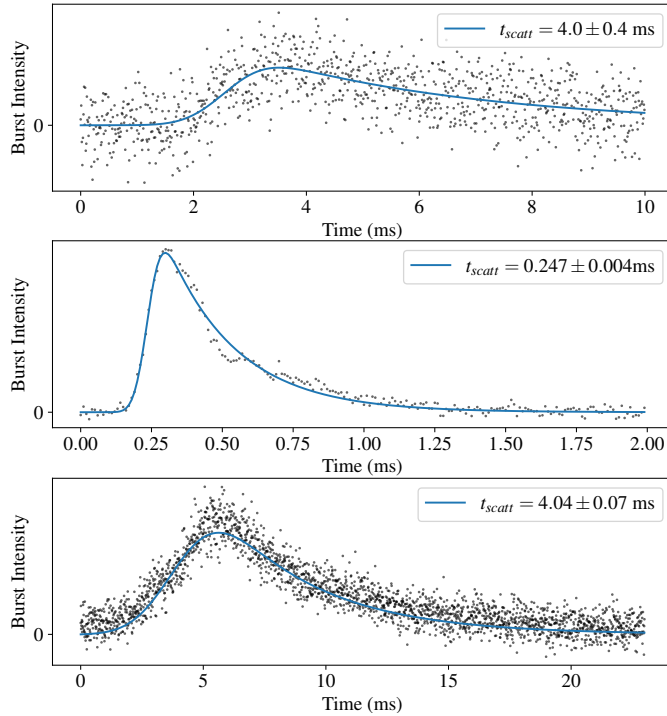 Burst Intensity
0
t_scatt = 4.0 ± 0.4 ms
0 2 4 6 8 10
Time (ms)
Burst Intensity
0
t_scatt = 0.247 ± 0.004ms
0.00 0.25 0.50 0.75 1.00 1.25 1.50 1.75 2.00
Time (ms)
Burst Intensity
0
t_scatt = 4.04 ± 0.07 ms
0 5 10 15 20
Time (ms)